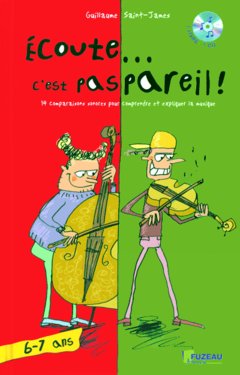 Guillaume Saint-James
ÉCOUTE...
C'EST PAS PAREIL!
14 comparaisons sonores pour comprendre et expliquer la musique
6-7 ans
FUZEAU